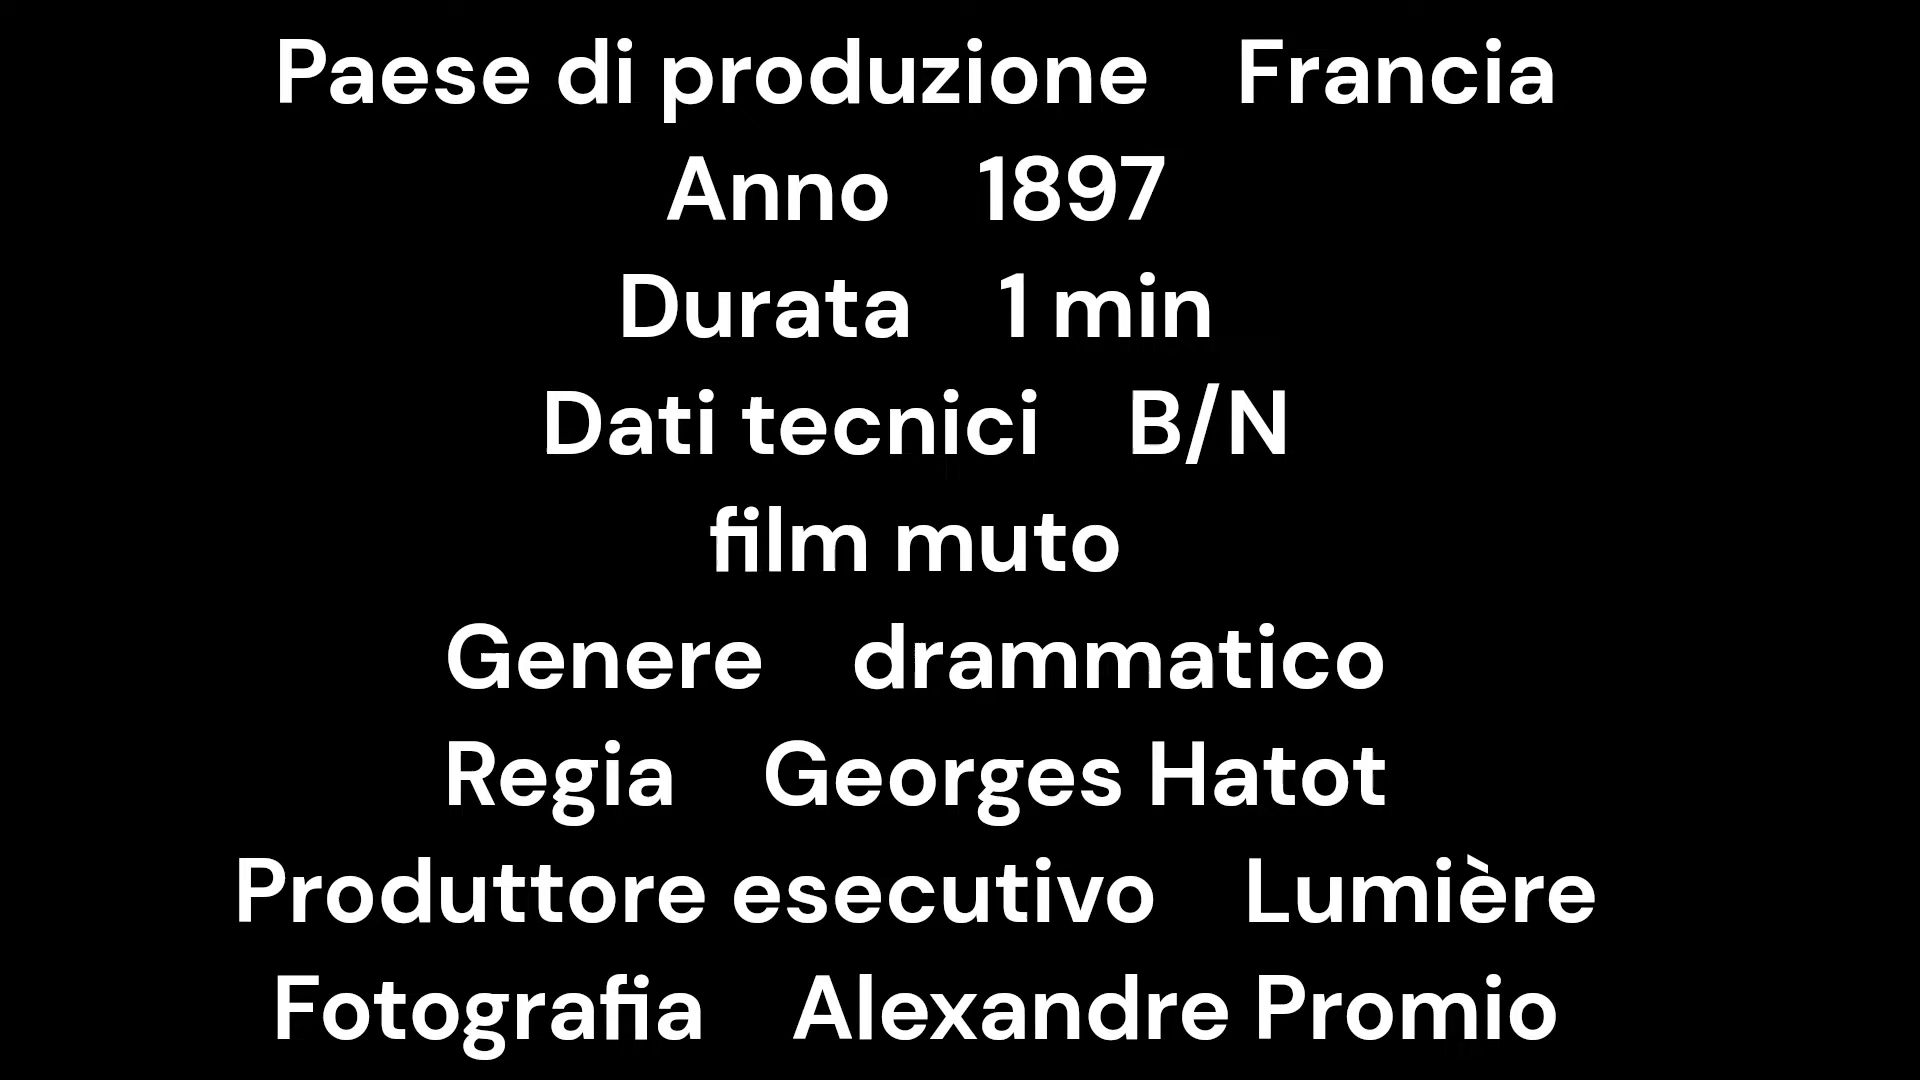 Paese di produzione Francia
Anno 1897
Durata 1 min
Dati tecnici B/N
film muto
Genere drammatico
Regia Georges Hatot
Produttore esecutivo Lumière
Fotografia Alexandre Promio